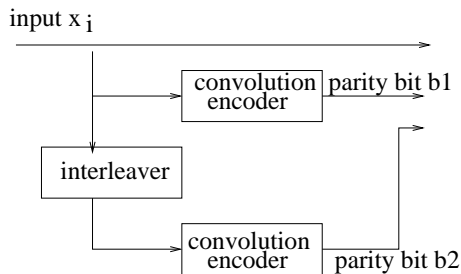 input x i
convolution
encoder
parity bit b1
interleaver
convolution
encoder
parity bit b2